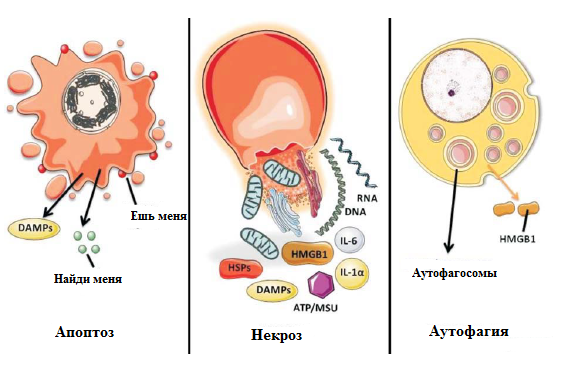 DAMPs
Ешь меня
Найди меня
Апоптоз
RNA
DNA
IL-6
HMGB1
HSPs
IL-1α
DAMPs
ATP/MSU
Некроз
HMGB1
Аутофагосомы
Аутофагия